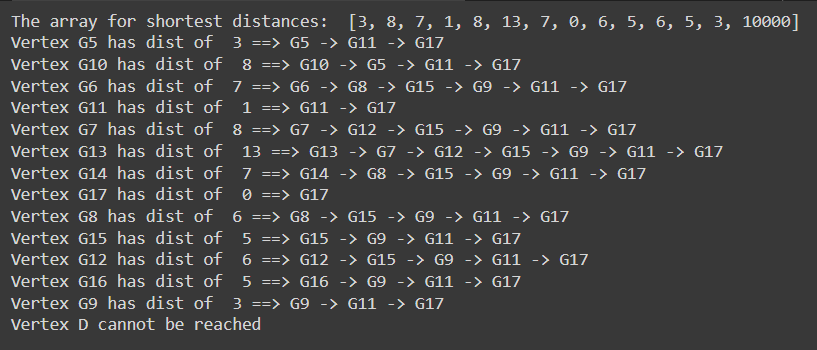 The array for shortest distances:  [3, 8, 7, 1, 8, 13, 7, 0, 6, 5, 6, 5, 3, 10000]
Vertex G5 has dist of  3 ==> G5 -> G11 -> G17
Vertex G10 has dist of  8 ==> G10 -> G5 -> G11 -> G17
Vertex G6 has dist of  7 ==> G6 -> G8 -> G15 -> G9 -> G11 -> G17
Vertex G11 has dist of  1 ==> G11 -> G17
Vertex G7 has dist of  8 ==> G7 -> G12 -> G15 -> G9 -> G11 -> G17
Vertex G13 has dist of  13 ==> G13 -> G7 -> G12 -> G15 -> G9 -> G11 -> G17
Vertex G14 has dist of  7 ==> G14 -> G8 -> G15 -> G9 -> G11 -> G17
Vertex G17 has dist of  0 ==> G17
Vertex G8 has dist of  6 ==> G8 -> G15 -> G9 -> G11 -> G17
Vertex G15 has dist of  5 ==> G15 -> G9 -> G11 -> G17
Vertex G12 has dist of  6 ==> G12 -> G15 -> G9 -> G11 -> G17
Vertex G16 has dist of  5 ==> G16 -> G9 -> G11 -> G17
Vertex G9 has dist of  3 ==> G9 -> G11 -> G17
Vertex D cannot be reached